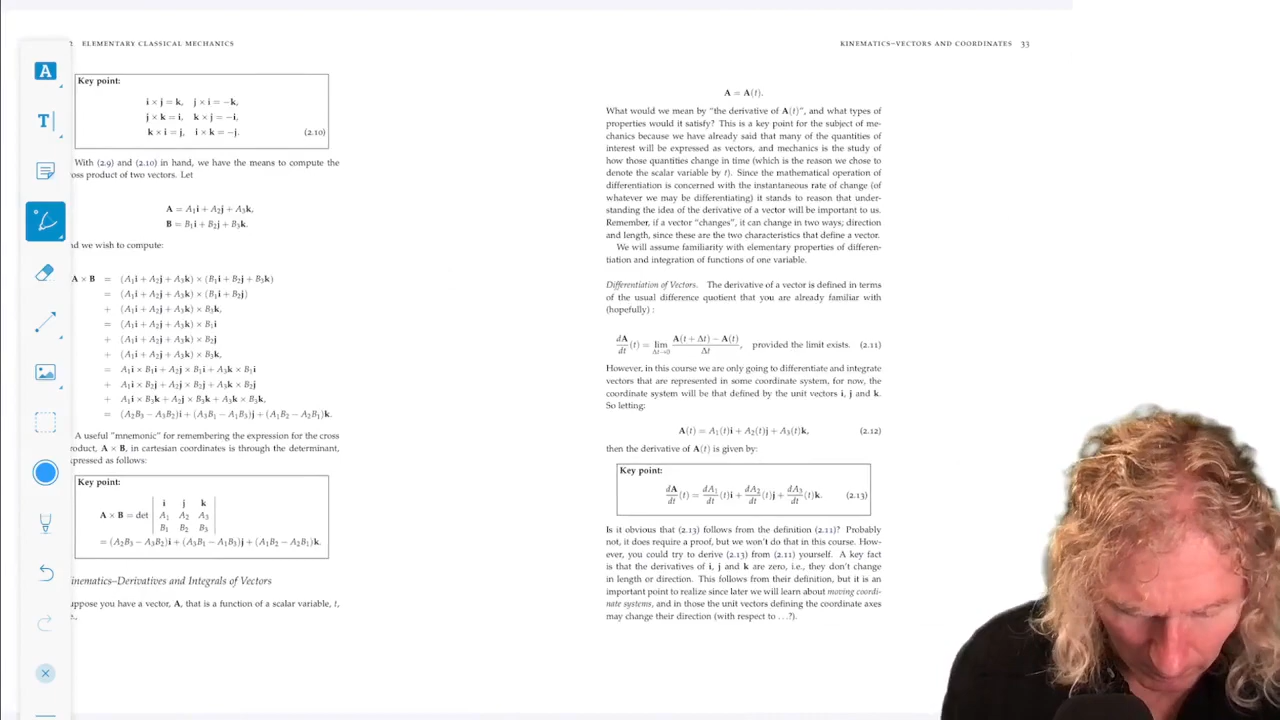 ELEMENTARY CLASSICAL MECHANICS
Key point:
i × j = k, j × i = −k,
j × k = i, k × j = −i,
k × i = j, i × k = −j. (2.10)
With (2.9) and (2.10) in hand, we have the means to compute the
oss product of two vectors. Let
A = A₁i + A₂j + A₃k,
B = B₁i + B₂j + B₃k.
nd we wish to compute:
A × B = (A₁i + A₂j + A₃k) × (B₁i + B₂j + B₃k)
= (A₁i + A₂j + A₃k) × (B₁i + B₂j)
+ (A₁i + A₂j + A₃k) × B₃k,
= (A₁i + A₂j + A₃k) × B₁i
+ (A₁i + A₂j + A₃k) × B₂j
+ (A₁i + A₂j + A₃k) × B₃k,
= A₁i × B₁i + A₂j × B₁i + A₃k × B₁i
+ A₁i × B₂j + A₂j × B₂j + A₃k × B₂j
+ A₁i × B₃k + A₂j × B₃k + A₃k × B₃k,
= (A₂B₃ − A₃B₂)i + (A₃B₁ − A₁B₃)j + (A₁B₂ − A₂B₁)k.
A useful "mnemonic" for remembering the expression for the cross
roduct, A × B, in cartesian coordinates is through the determinant,
pressed as follows:
Key point:
i j k
A × B = det A₁ A₂ A₃
B₁ B₂ B₃
= (A₂B₃ − A₃B₂)i + (A₃B₁ − A₁B₃)j + (A₁B₂ − A₂B₁)k.
inematics–Derivatives and Integrals of Vectors
uppose you have a vector, A, that is a function of a scalar variable, t,
e.,
KINEMATICS–VECTORS AND COORDINATES 33
A = A(t).
What would we mean by "the derivative of A(t)", and what types of
properties would it satisfy? This is a key point for the subject of me-
chanics because we have already said that many of the quantities of
interest will be expressed as vectors, and mechanics is the study of
how those quantities change in time (which is the reason we chose to
denote the scalar variable by t). Since the mathematical operation of
differentiation is concerned with the instantaneous rate of change (of
whatever we may be differentiating) it stands to reason that under-
standing the idea of the derivative of a vector will be important to us.
Remember, if a vector "changes", it can change in two ways; direction
and length, since these are the two characteristics that define a vector.
We will assume familiarity with elementary properties of differen-
tiation and integration of functions of one variable.
Differentiation of Vectors. The derivative of a vector is defined in terms
of the usual difference quotient that you are already familiar with
(hopefully) :
dA/dt (t) = lim Δt→0 A(t + Δt) − A(t)/Δt, provided the limit exists. (2.11)
However, in this course we are only going to differentiate and integrate
vectors that are represented in some coordinate system, for now, the
coordinate system will be that defined by the unit vectors i, j and k.
So letting:
A(t) = A₁(t)i + A₂(t)j + A₃(t)k, (2.12)
then the derivative of A(t) is given by:
Key point:
dA/dt (t) = dA₁/dt (t)i + dA₂/dt (t)j + dA₃/dt (t)k. (2.13)
Is it obvious that (2.13) follows from the definition (2.11)? Probably
not, it does require a proof, but we won't do that in this course. How-
ever, you could try to derive (2.13) from (2.11) yourself. A key fact
is that the derivatives of i, j and k are zero, i.e., they don't change
in length or direction. This follows from their definition, but it is an
important point to realize since later we will learn about moving coordi-
nate systems, and in those the unit vectors defining the coordinate axes
may change their direction (with respect to . . .?).